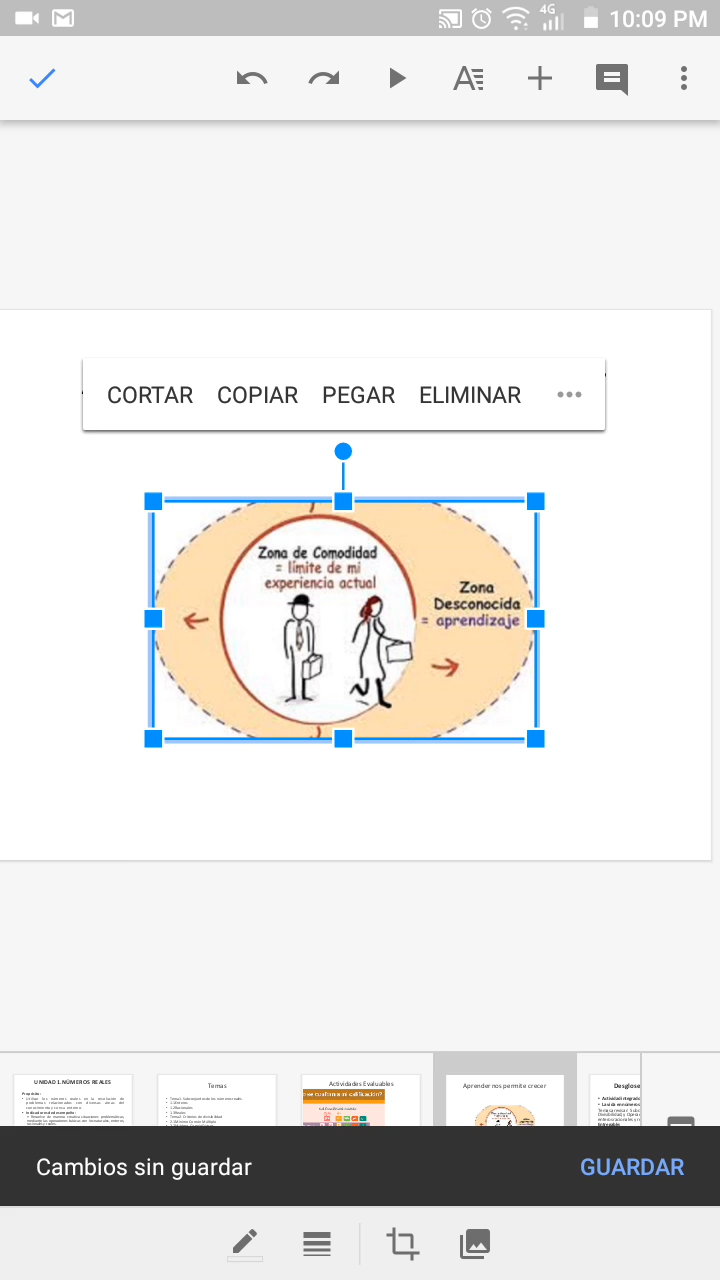 4G
10:09 PM
CORTAR COPIAR PEGAR ELIMINAR
Zona de Comodidad
= límite de mi
experiencia actual
Zona
Desconocida
= aprendizaje
UNIDAD 1. NÚMEROS REALES
Propósito:
Temas
Actividades Evaluables
Aprender nos permite crecer
Desglose
Cambios sin guardar
GUARDAR